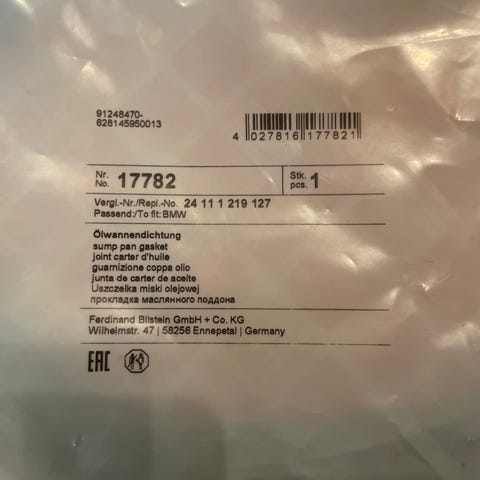 91248470-
628145950013
4 027816 177821
Nr.
No. 17782
Stk.
pcs. 1
Vergl.-Nr./Repl.-No. 24 11 1 219 127
Passend:/To fit: BMW
Ölwannendichtung
sump pan gasket
joint carter d'huile
guarnizione coppa olio
junta de carter de aceite
Uszczelka miski olejowej
прокладка маслянного поддона
Ferdinand Bilstein GmbH + Co. KG
Wilhelmstr. 47 | 58256 Ennepetal | Germany
EAC